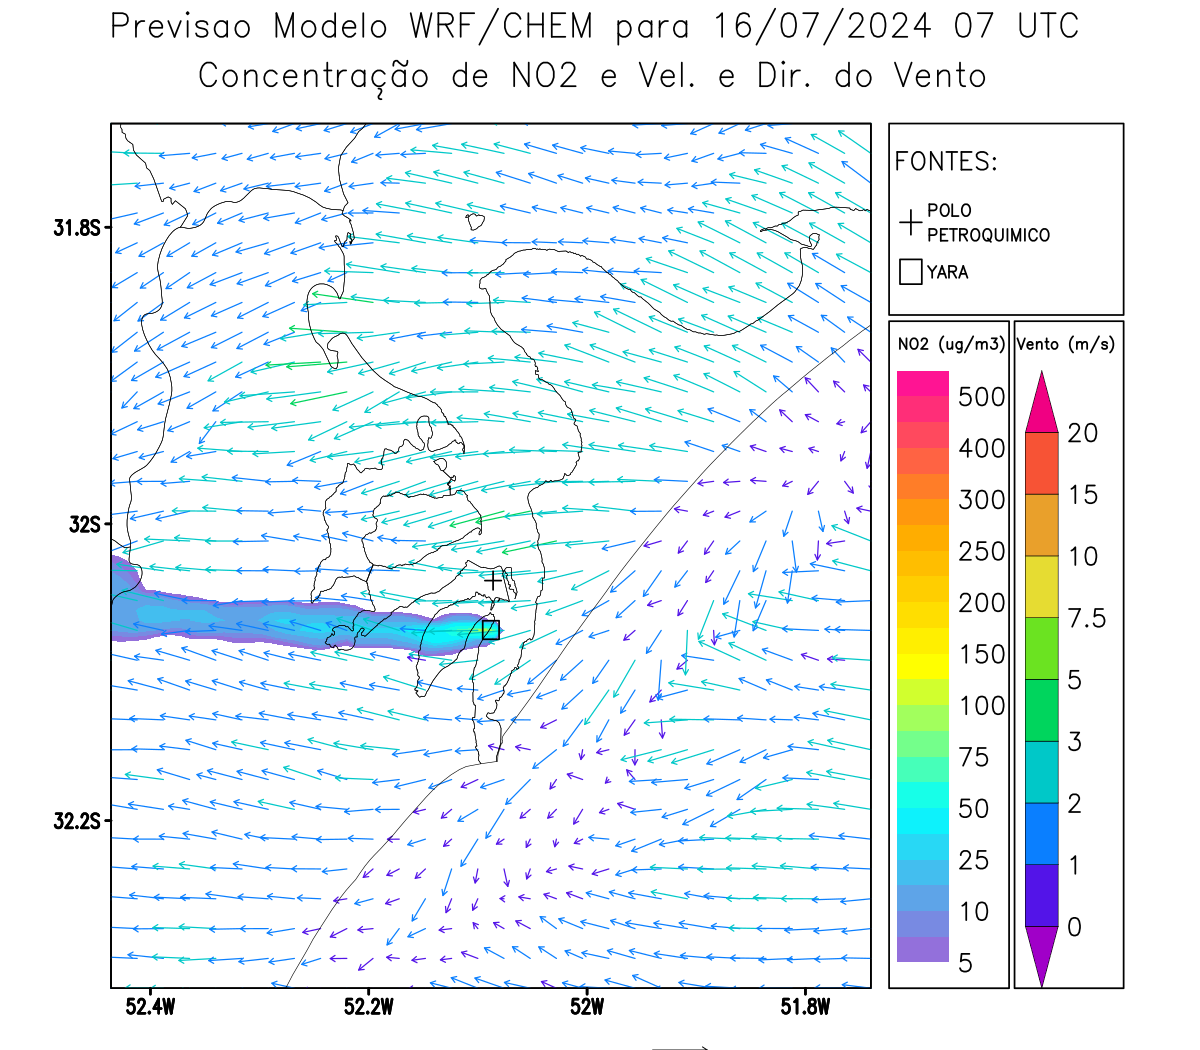 Previsao Modelo WRF/CHEM para 16/07/2024 07 UTC
Concentração de NO2 e Vel. e Dir. do Vento
FONTES:
POLO
PETROQUIMICO
YARA
NO2 (ug/m3)
500
400
300
250
200
150
100
75
50
25
10
5
Vento (m/s)
20
15
10
7.5
5
3
2
1
0
31.8S
32S
32.2S
52.4W
52.2W
52W
51.8W